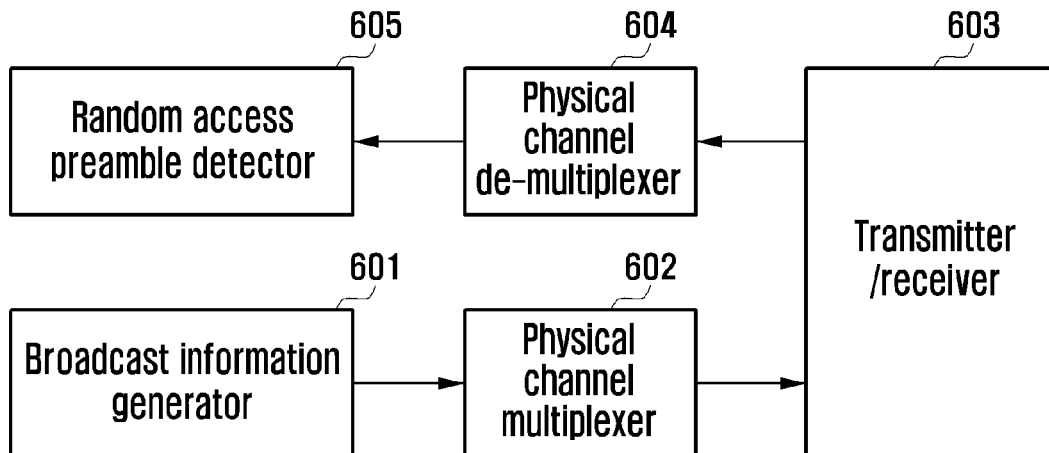 605
604
603
Random access
preamble detector
Physical
channel
de-multiplexer
Transmitter
/receiver
601
602
Broadcast information
generator
Physical
channel
multiplexer